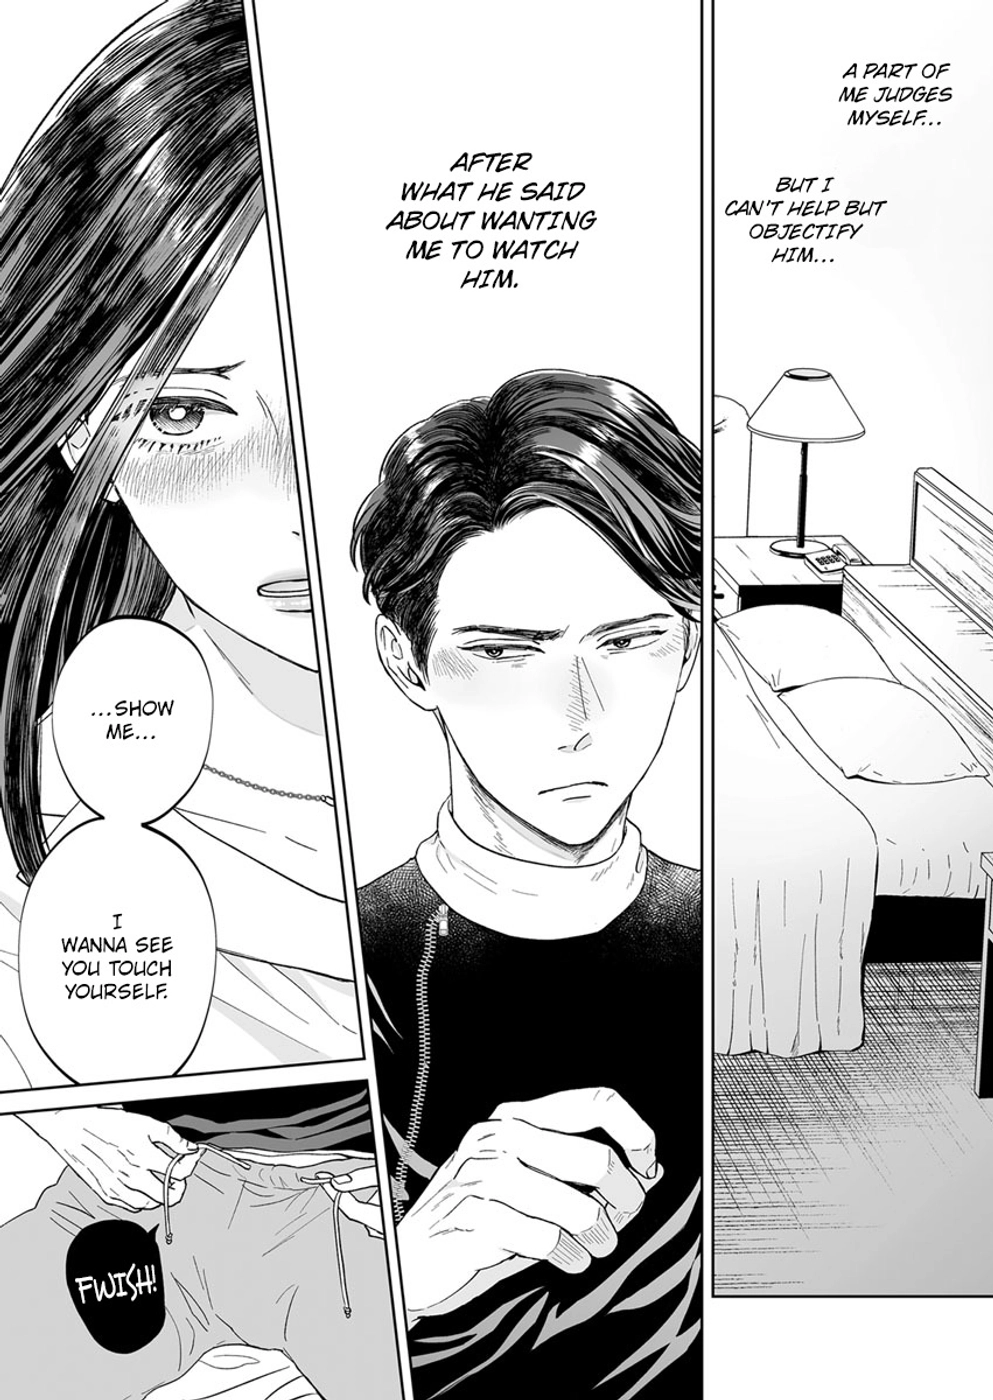 A PART OF
ME JUDGES
MYSELF...
BUT I
CAN'T HELP BUT
OBJECTIFY
HIM...
AFTER
WHAT HE SAID
ABOUT WANTING
ME TO WATCH
HIM.
...SHOW
ME...
I
WANNA SEE
YOU TOUCH
YOURSELF.
FWISH!